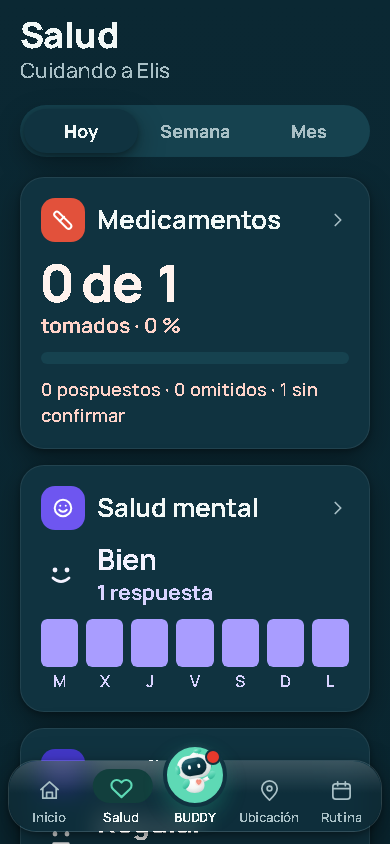 Salud
Cuidando a Elis
Hoy
Semana
Mes
Medicamentos
0 de 1
tomados · 0 %
0 pospuestos · 0 omitidos · 1 sin
confirmar
Salud mental
Bien
1 respuesta
M X J V S D L
Inicio
Salud
BUDDY
Ubicación
Rutina